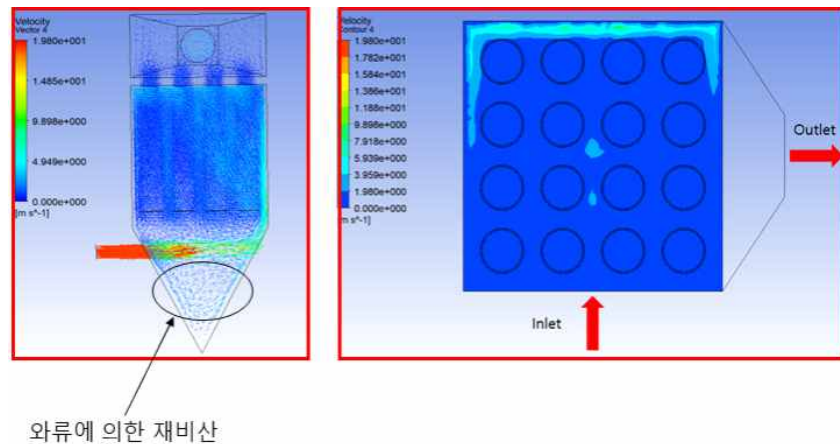 Velocity
Vector 4
1.980e+001
1.485e+001
9.898e+000
4.949e+000
0.000e+000
[m s^-1]
Velocity
Contour 4
1.980e+001
1.782e+001
1.584e+001
1.386e+001
1.188e+001
9.898e+000
7.918e+000
5.939e+000
3.959e+000
1.980e+000
0.000e+000
[m s^-1]
Outlet
Inlet
와류에 의한 재비산